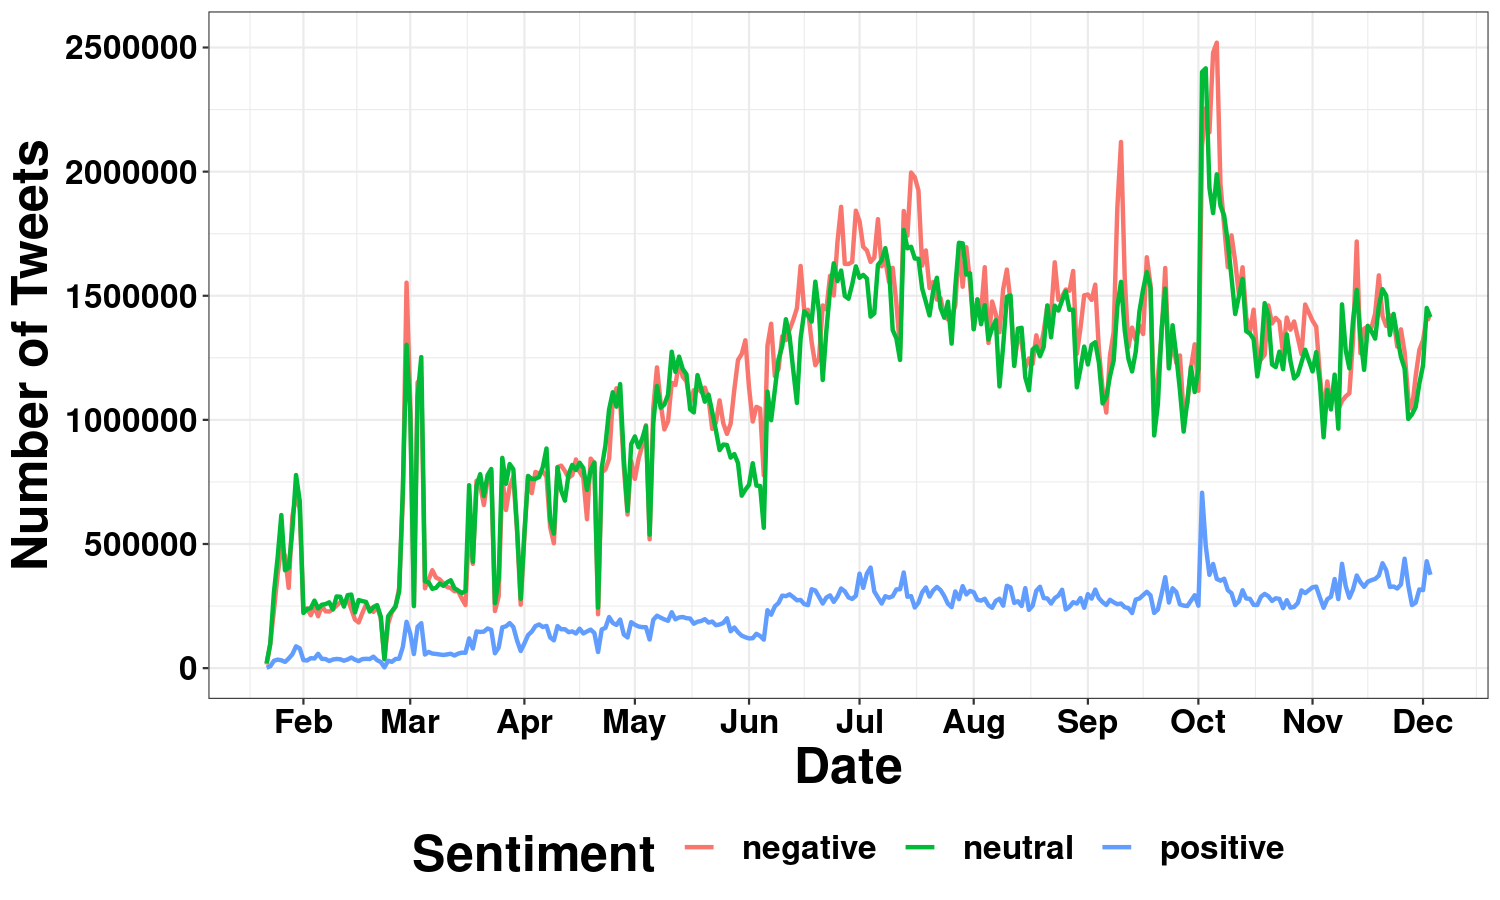 Number of Tweets
2500000
2000000
1500000
1000000
500000
0
Feb Mar Apr May Jun Jul Aug Sep Oct Nov Dec
Date
Sentiment negative neutral positive